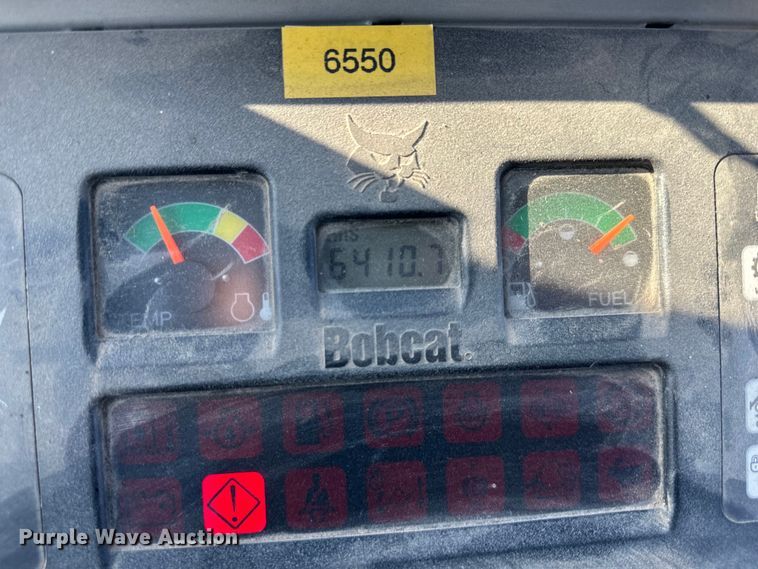 6550
HRS
6410.7
TEMP
FUEL
Bobcat.
Purple Wave Auction